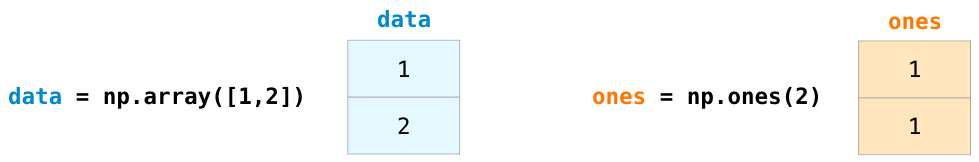 data
ones
1
1
data = np.array([1,2])
ones = np.ones(2)
2
1